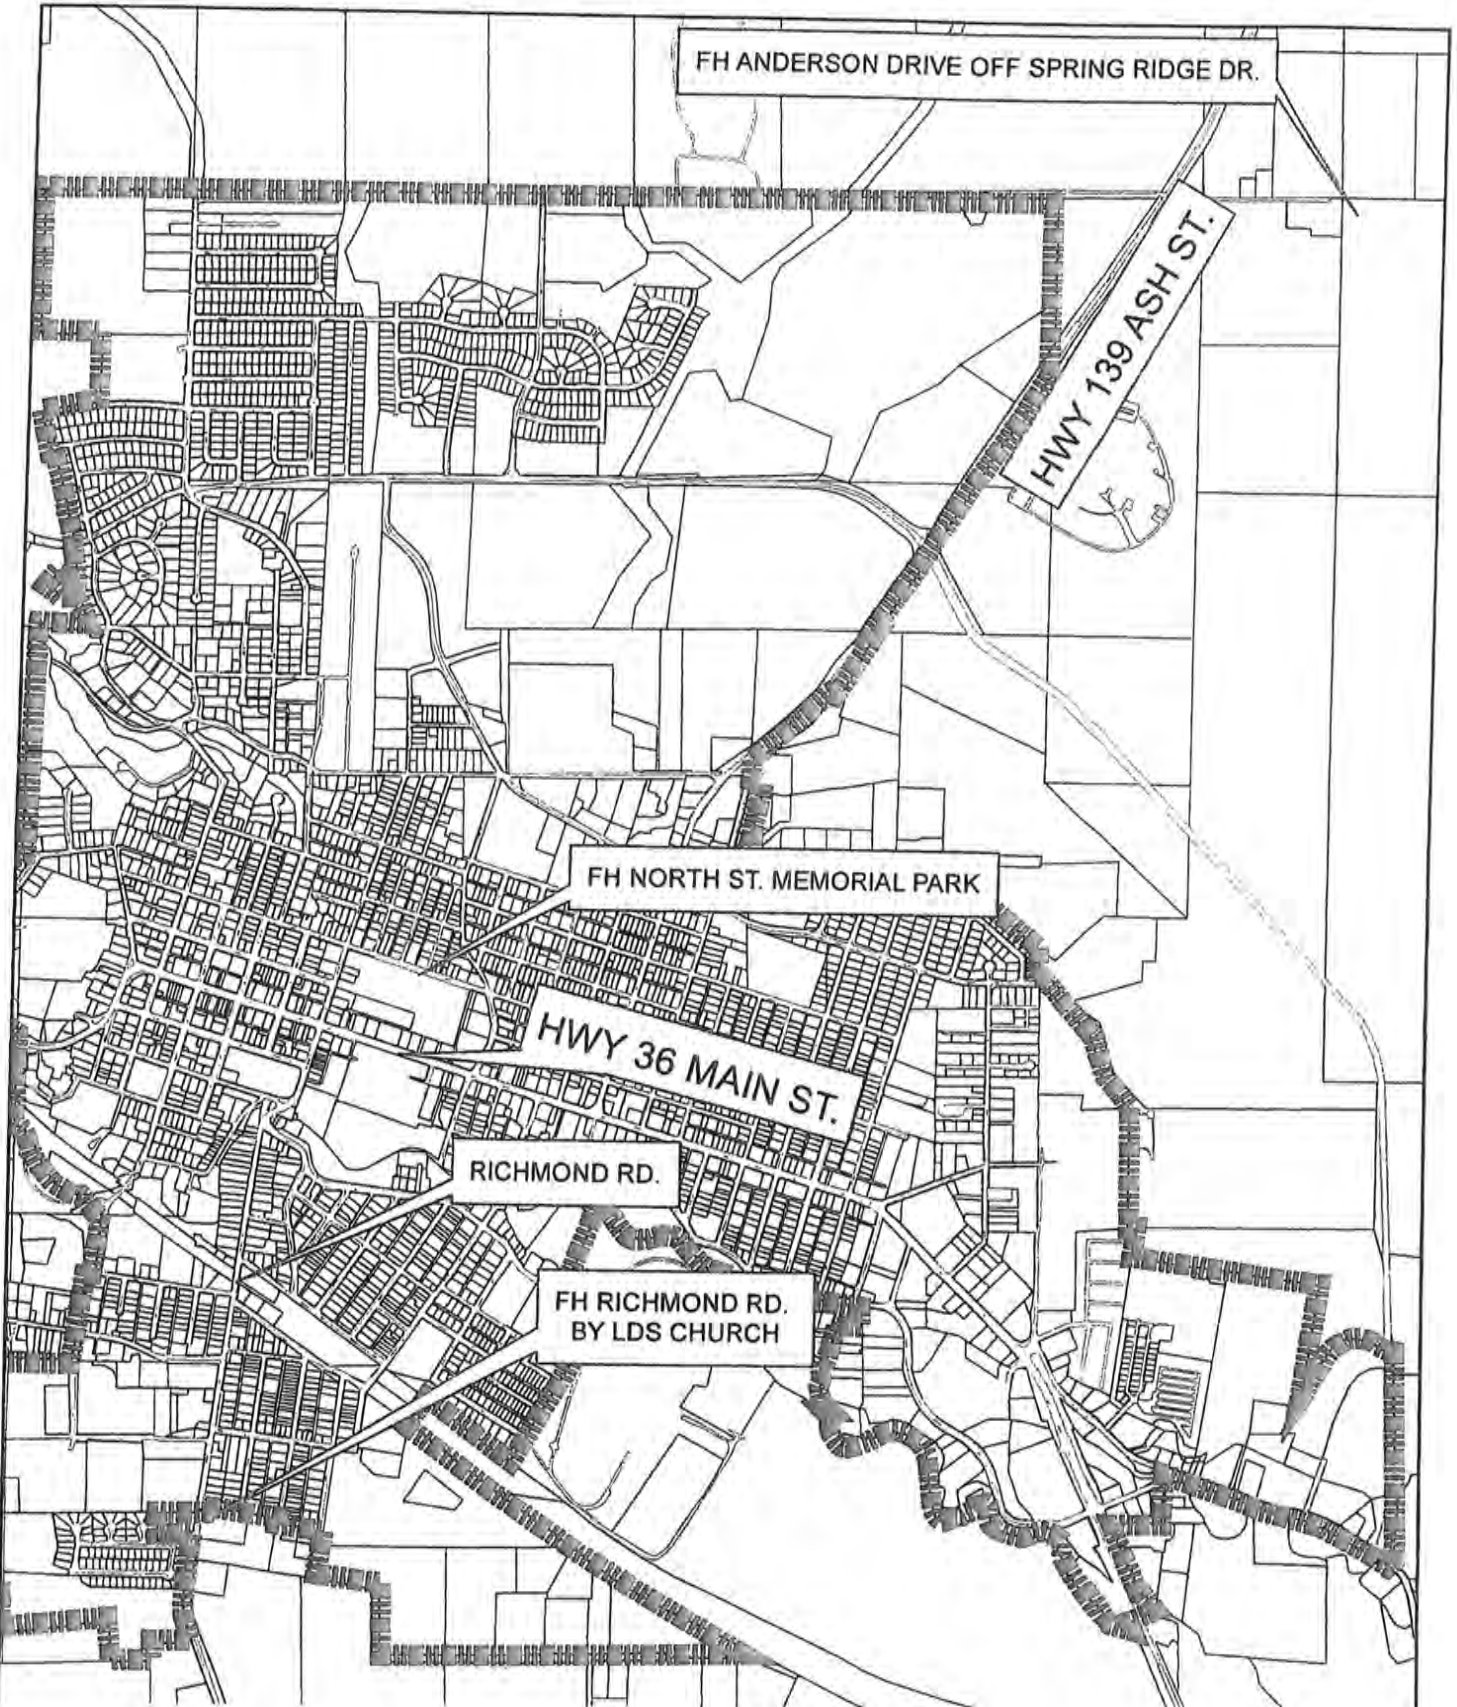 FH ANDERSON DRIVE OFF SPRING RIDGE DR.
HWY 139 ASH ST.
FH NORTH ST. MEMORIAL PARK
HWY 36 MAIN ST.
RICHMOND RD.
FH RICHMOND RD.
BY LDS CHURCH